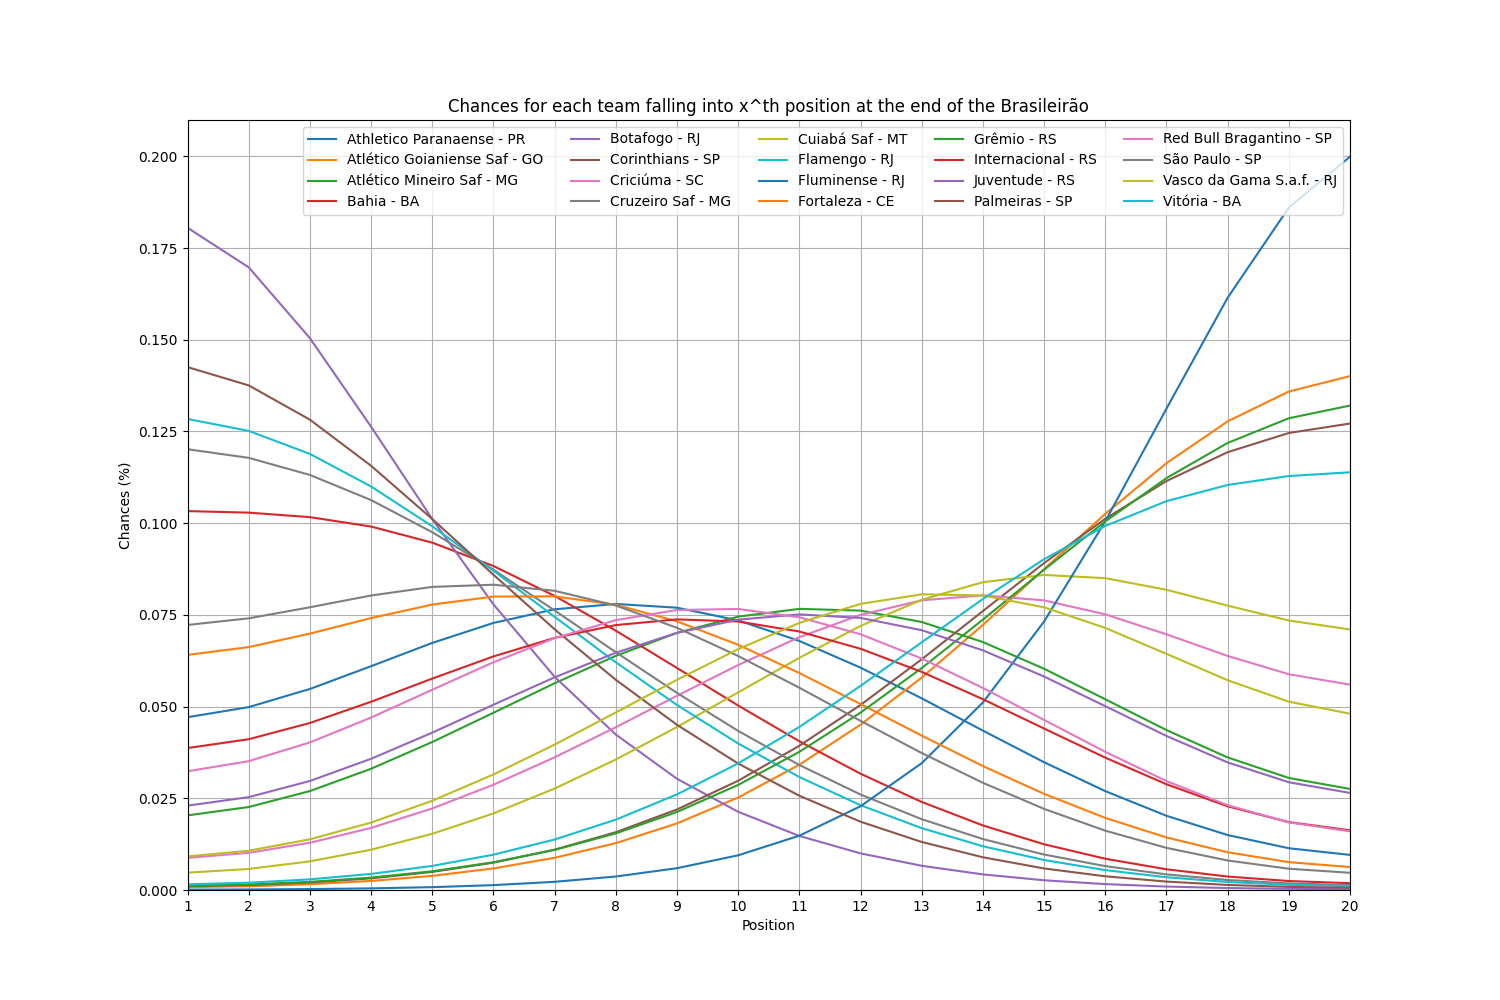 Chances for each team falling into x^th position at the end of the Brasileirão
Athletico Paranaense - PR
Atlético Goianiense Saf - GO
Atlético Mineiro Saf - MG
Bahia - BA
Botafogo - RJ
Corinthians - SP
Criciúma - SC
Cruzeiro Saf - MG
Cuiabá Saf - MT
Flamengo - RJ
Fluminense - RJ
Fortaleza - CE
Grêmio - RS
Internacional - RS
Juventude - RS
Palmeiras - SP
Red Bull Bragantino - SP
São Paulo - SP
Vasco da Gama S.a.f. - RJ
Vitória - BA
Chances (%)
0.200
0.175
0.150
0.125
0.100
0.075
0.050
0.025
0.000
1 2 3 4 5 6 7 8 9 10 11 12 13 14 15 16 17 18 19 20
Position